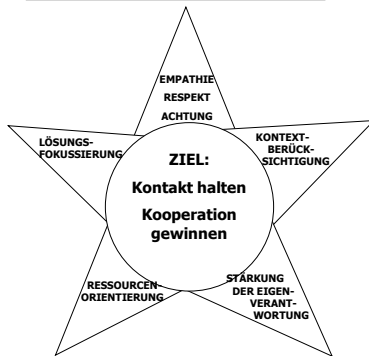 EMPATHIE
RESPEKT
ACHTUNG
LÖSUNGS-
FOKUSSIERUNG
KONTEXT-
BERÜCK-
SICHTIGUNG
ZIEL:
Kontakt halten
Kooperation
gewinnen
RESSOURCEN-
ORIENTIERUNG
STÄRKUNG
DER EIGEN-
VERANT-
WORTUNG